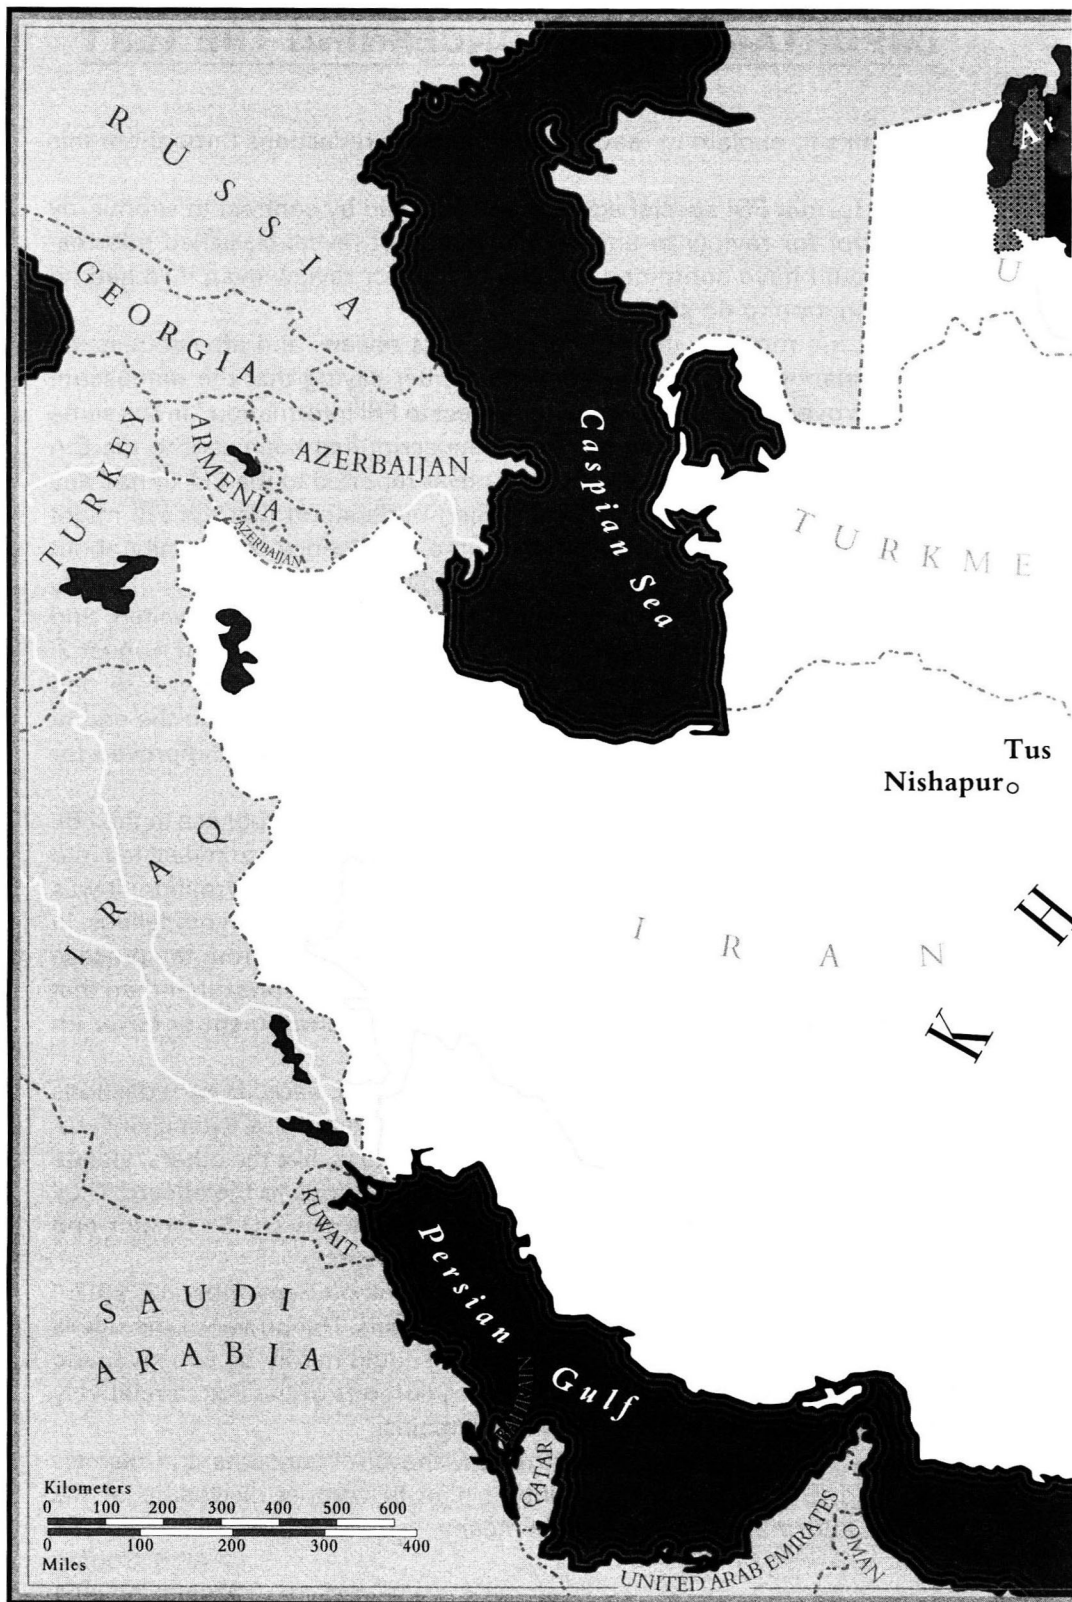 RUSSIA
Ar
U
GEORGIA
Caspian Sea
TURKEY
ARMENIA
AZERBAIJAN
AZERBAIJAN
TURKME
Tus
Nishapur
IRAQ
IRAN
K H
KUWAIT
Persian Gulf
SAUDI
ARABIA
BAHRAIN
QATAR
UNITED ARAB EMIRATES
OMAN
Kilometers
0 100 200 300 400 500 600
0 100 200 300 400
Miles